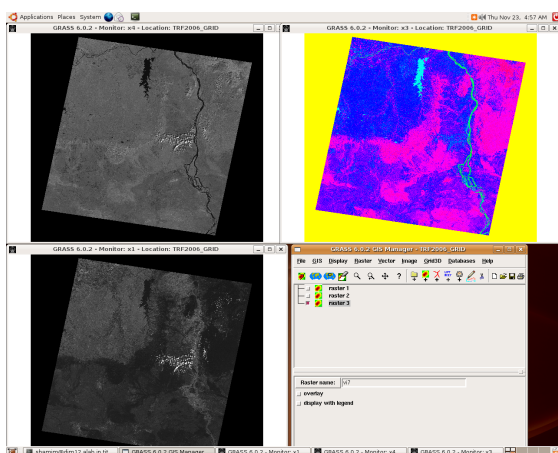 Applications Places System Thu Nov 23, 4:57 AM
GRASS 6.0.2 - Monitor: x4 - Location: TRF2006_GRID
GRASS 6.0.2 - Monitor: x3 - Location: TRF2006_GRID
GRASS 6.0.2 - Monitor: x1 - Location: TRF2006_GRID
GRASS 6.0.2 GIS Manager - TRF2006_GRID
File GIS Display Raster Vector Image Grid3D Databases Help
raster 1
raster 2
raster 3
Raster name:
overlay
display with legend
GRASS 6.0.2 GIS Manager GRASS 6.0.2 - Monitor: x1 GRASS 6.0.2 - Monitor: x4 GRASS 6.0.2 - Monitor: x3